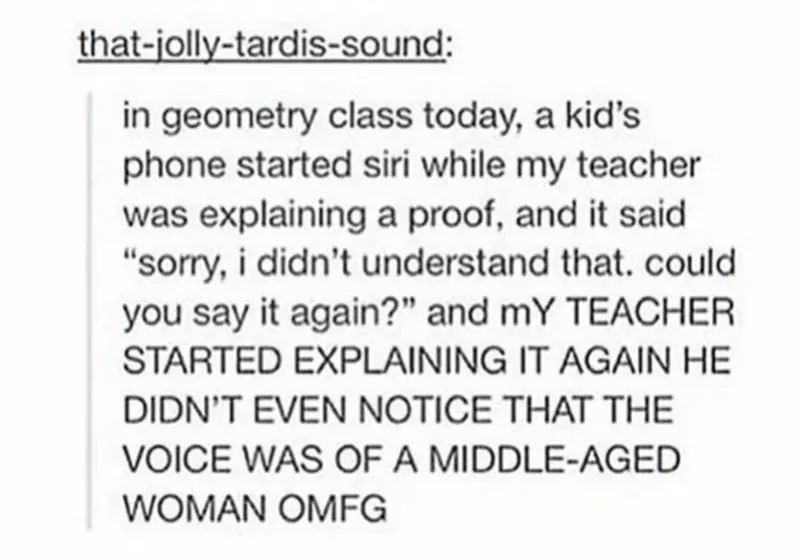 that-jolly-tardis-sound:
in geometry class today, a kid's
phone started siri while my teacher
was explaining a proof, and it said
“sorry, i didn't understand that. could
you say it again?” and mY TEACHER
STARTED EXPLAINING IT AGAIN HE
DIDN'T EVEN NOTICE THAT THE
VOICE WAS OF A MIDDLE-AGED
WOMAN OMFG